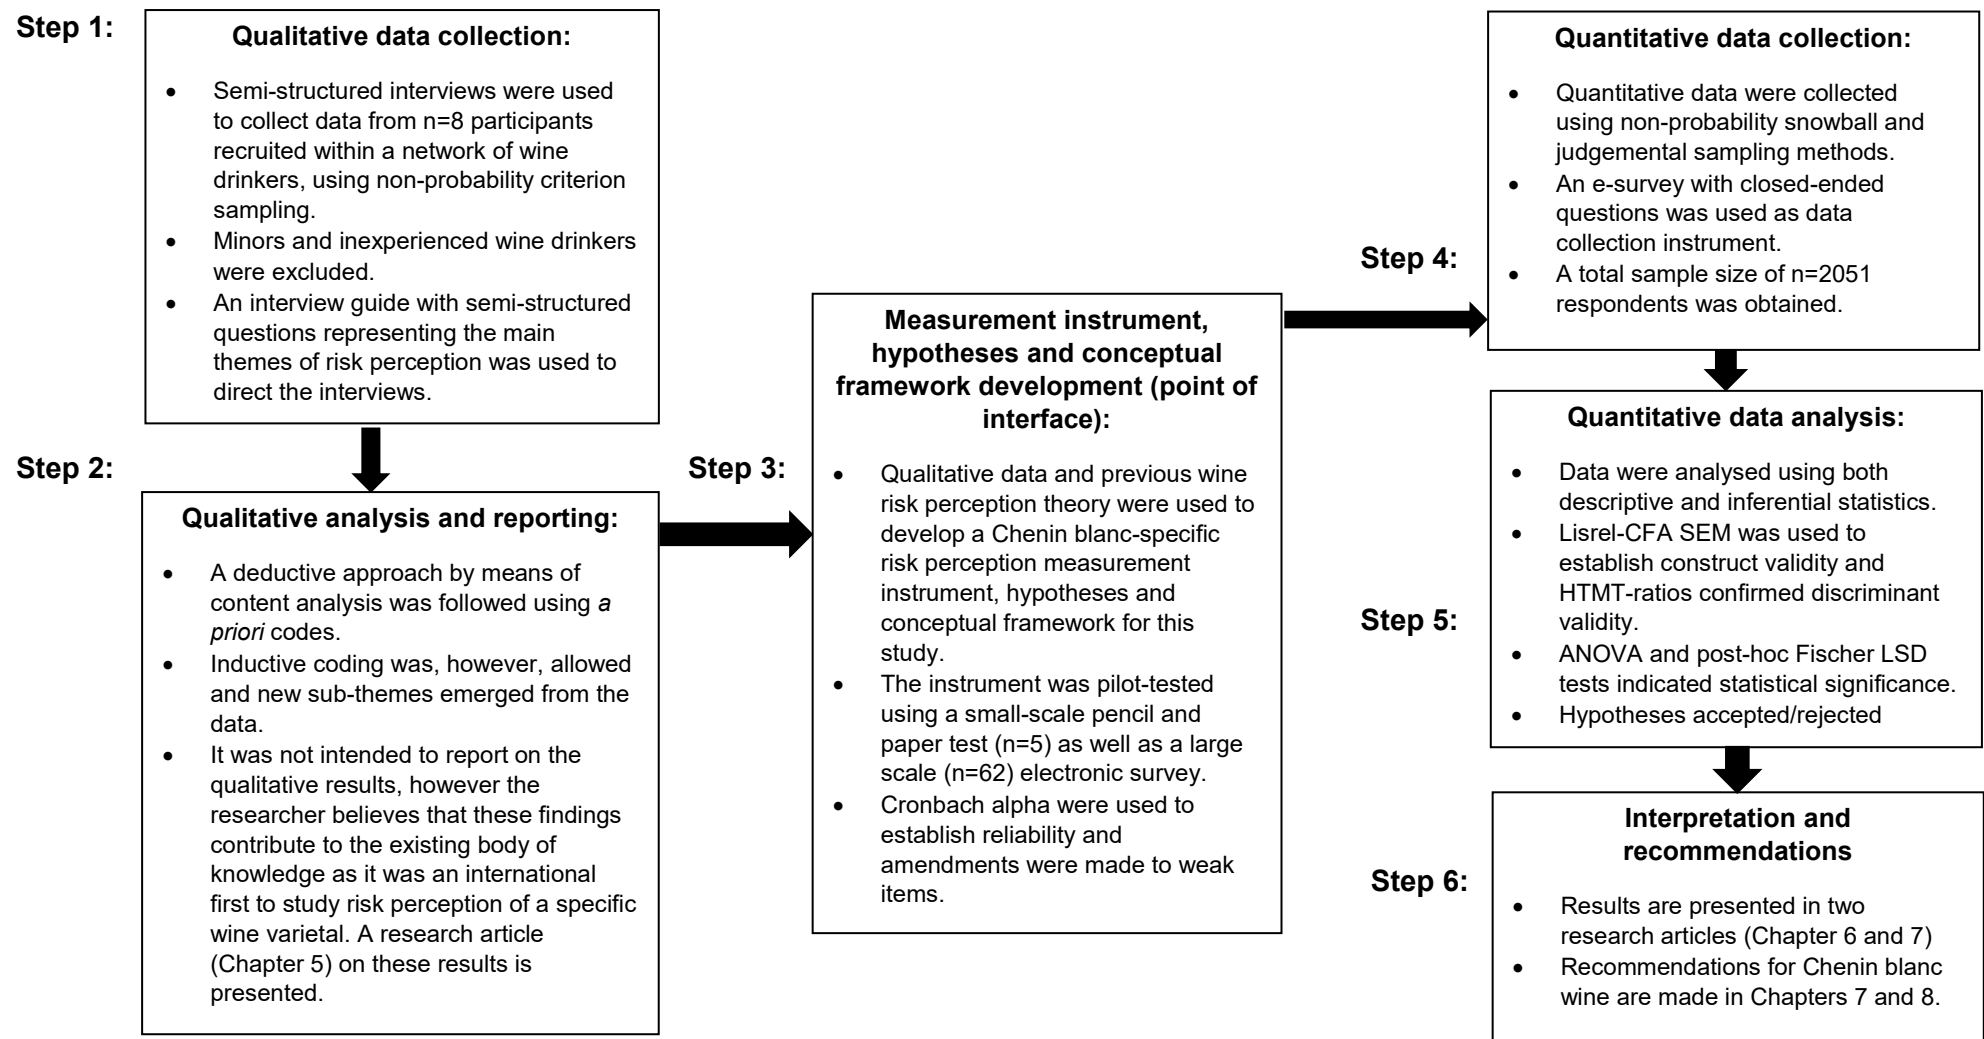 Step 1:
Qualitative data collection:
• Semi-structured interviews were used
to collect data from n=8 participants
recruited within a network of wine
drinkers, using non-probability criterion
sampling.
• Minors and inexperienced wine drinkers
were excluded.
• An interview guide with semi-structured
questions representing the main
themes of risk perception was used to
direct the interviews.
Step 2:
Qualitative analysis and reporting:
• A deductive approach by means of
content analysis was followed using a
priori codes.
• Inductive coding was, however, allowed
and new sub-themes emerged from the
data.
• It was not intended to report on the
qualitative results, however the
researcher believes that these findings
contribute to the existing body of
knowledge as it was an international
first to study risk perception of a specific
wine varietal. A research article
(Chapter 5) on these results is
presented.
Step 3:
Measurement instrument,
hypotheses and conceptual
framework development (point of
interface):
• Qualitative data and previous wine
risk perception theory were used to
develop a Chenin blanc-specific
risk perception measurement
instrument, hypotheses and
conceptual framework for this
study.
• The instrument was pilot-tested
using a small-scale pencil and
paper test (n=5) as well as a large
scale (n=62) electronic survey.
• Cronbach alpha were used to
establish reliability and
amendments were made to weak
items.
Step 4:
Quantitative data collection:
• Quantitative data were collected
using non-probability snowball and
judgemental sampling methods.
• An e-survey with closed-ended
questions was used as data
collection instrument.
• A total sample size of n=2051
respondents was obtained.
Step 5:
Quantitative data analysis:
• Data were analysed using both
descriptive and inferential statistics.
• Lisrel-CFA SEM was used to
establish construct validity and
HTMT-ratios confirmed discriminant
validity.
• ANOVA and post-hoc Fischer LSD
tests indicated statistical significance.
• Hypotheses accepted/rejected
Step 6:
Interpretation and
recommendations
• Results are presented in two
research articles (Chapter 6 and 7)
• Recommendations for Chenin blanc
wine are made in Chapters 7 and 8.